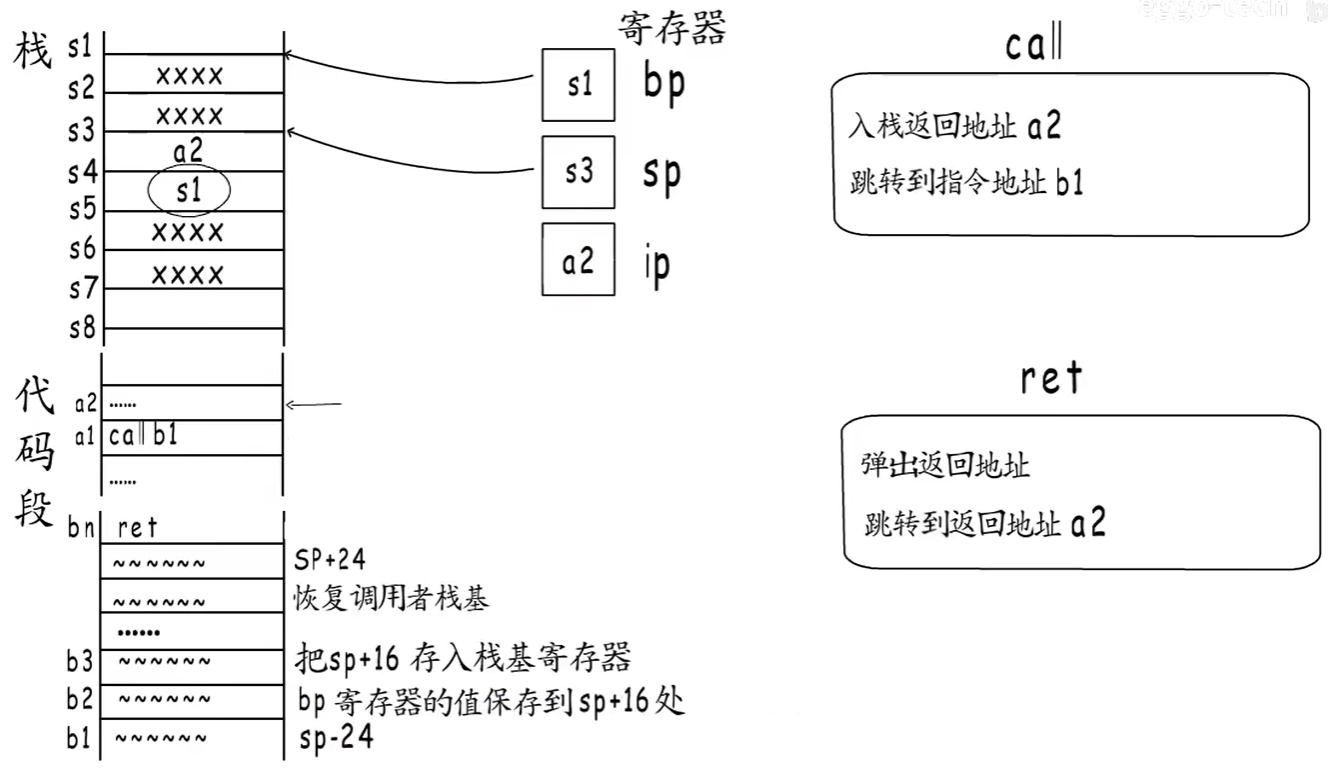 eggo-tech
栈
s1
xxxx
s2
xxxx
s3
a2
s4
s1
s5
xxxx
s6
xxxx
s7
s8
寄存器
s1 bp
s3 sp
a2 ip
call
入栈返回地址 a2
跳转到指令地址 b1
ret
弹出返回地址
跳转到返回地址 a2
代码段
a2 ......
a1 call b1
......
bn ret
~~~~~~ SP+24
~~~~~~ 恢复调用者栈基
......
b3 ~~~~~~ 把sp+16 存入栈基寄存器
b2 ~~~~~~ bp 寄存器的值保存到 sp+16 处
b1 ~~~~~~ sp-24